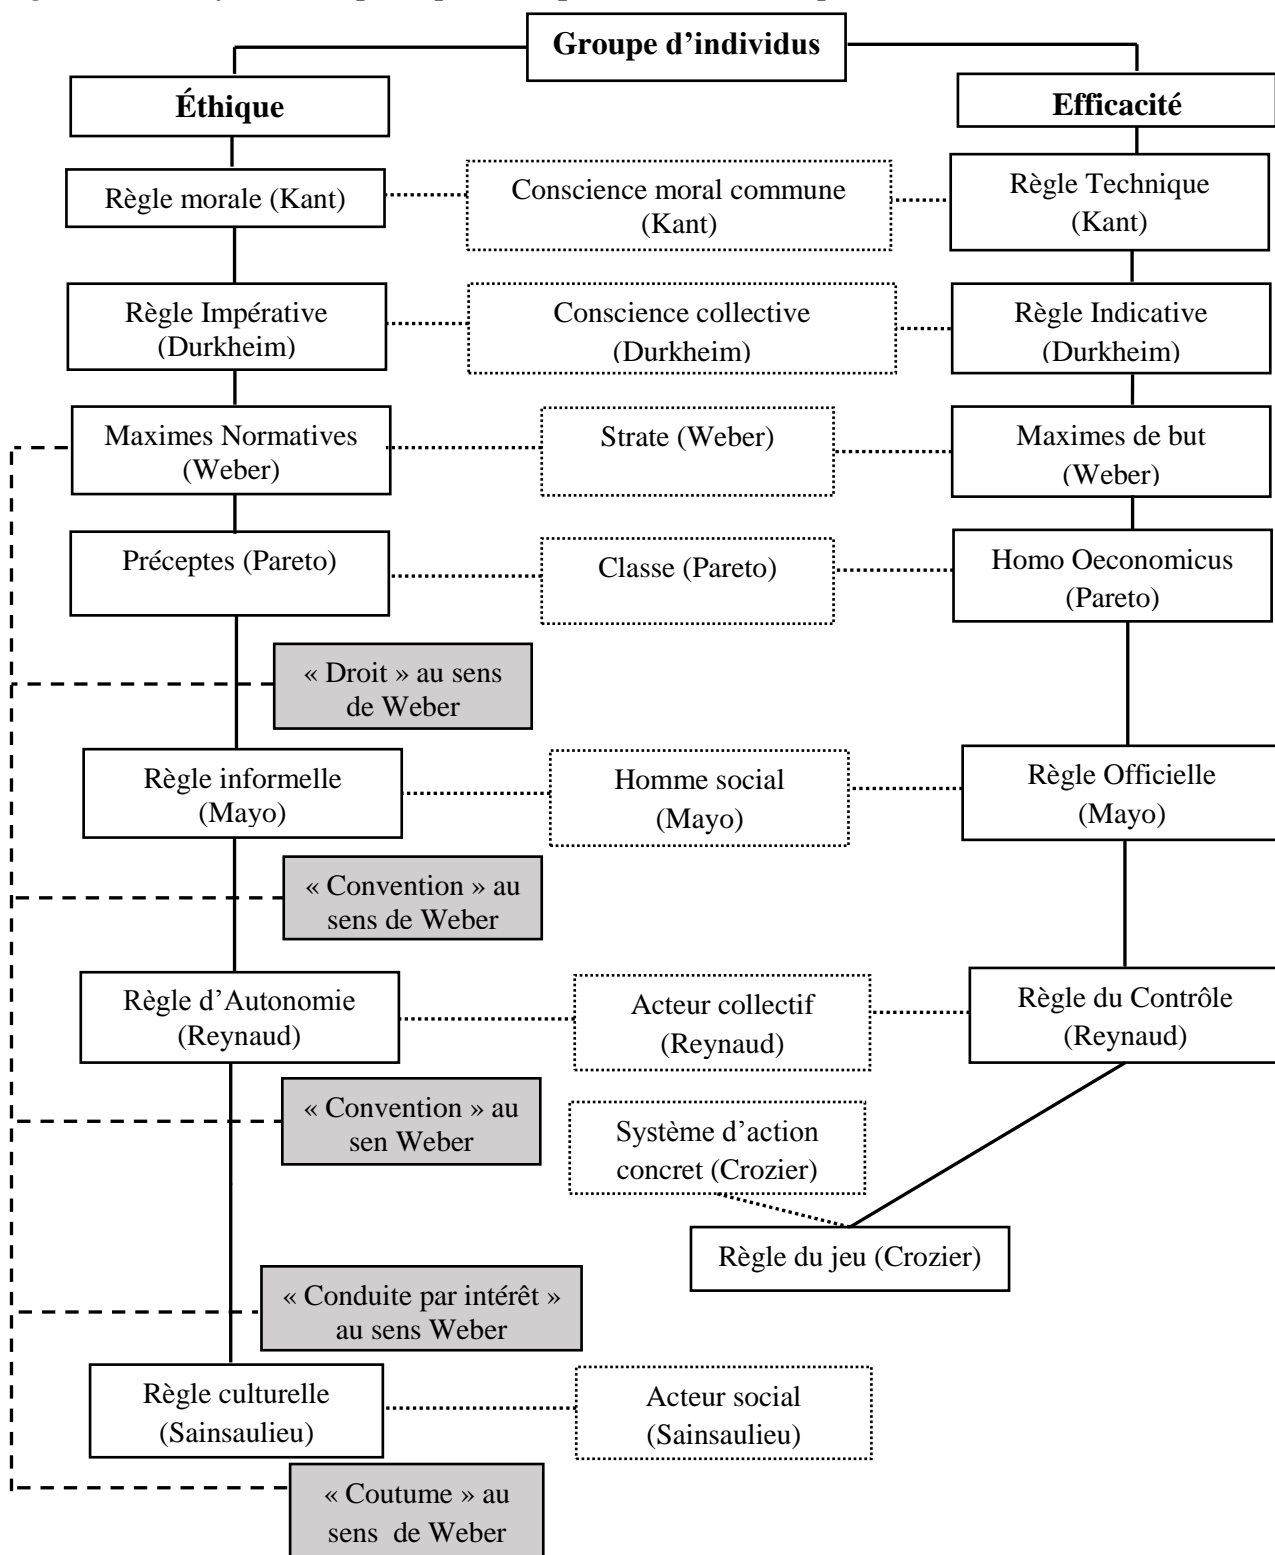 Groupe d’individus
Éthique
Efficacité
Règle morale (Kant)
Conscience moral commune
(Kant)
Règle Technique
(Kant)
Règle Impérative
(Durkheim)
Conscience collective
(Durkheim)
Règle Indicative
(Durkheim)
Maximes Normatives
(Weber)
Strate (Weber)
Maximes de but
(Weber)
Préceptes (Pareto)
Classe (Pareto)
Homo Oeconomicus
(Pareto)
« Droit » au sens
de Weber
Règle informelle
(Mayo)
Homme social
(Mayo)
Règle Officielle
(Mayo)
« Convention » au
sens de Weber
Règle d’Autonomie
(Reynaud)
Acteur collectif
(Reynaud)
Règle du Contrôle
(Reynaud)
« Convention » au
sen Weber
Système d’action
concret (Crozier)
Règle du jeu (Crozier)
« Conduite par intérêt »
au sens Weber
Règle culturelle
(Sainsaulieu)
Acteur social
(Sainsaulieu)
« Coutume » au
sens de Weber